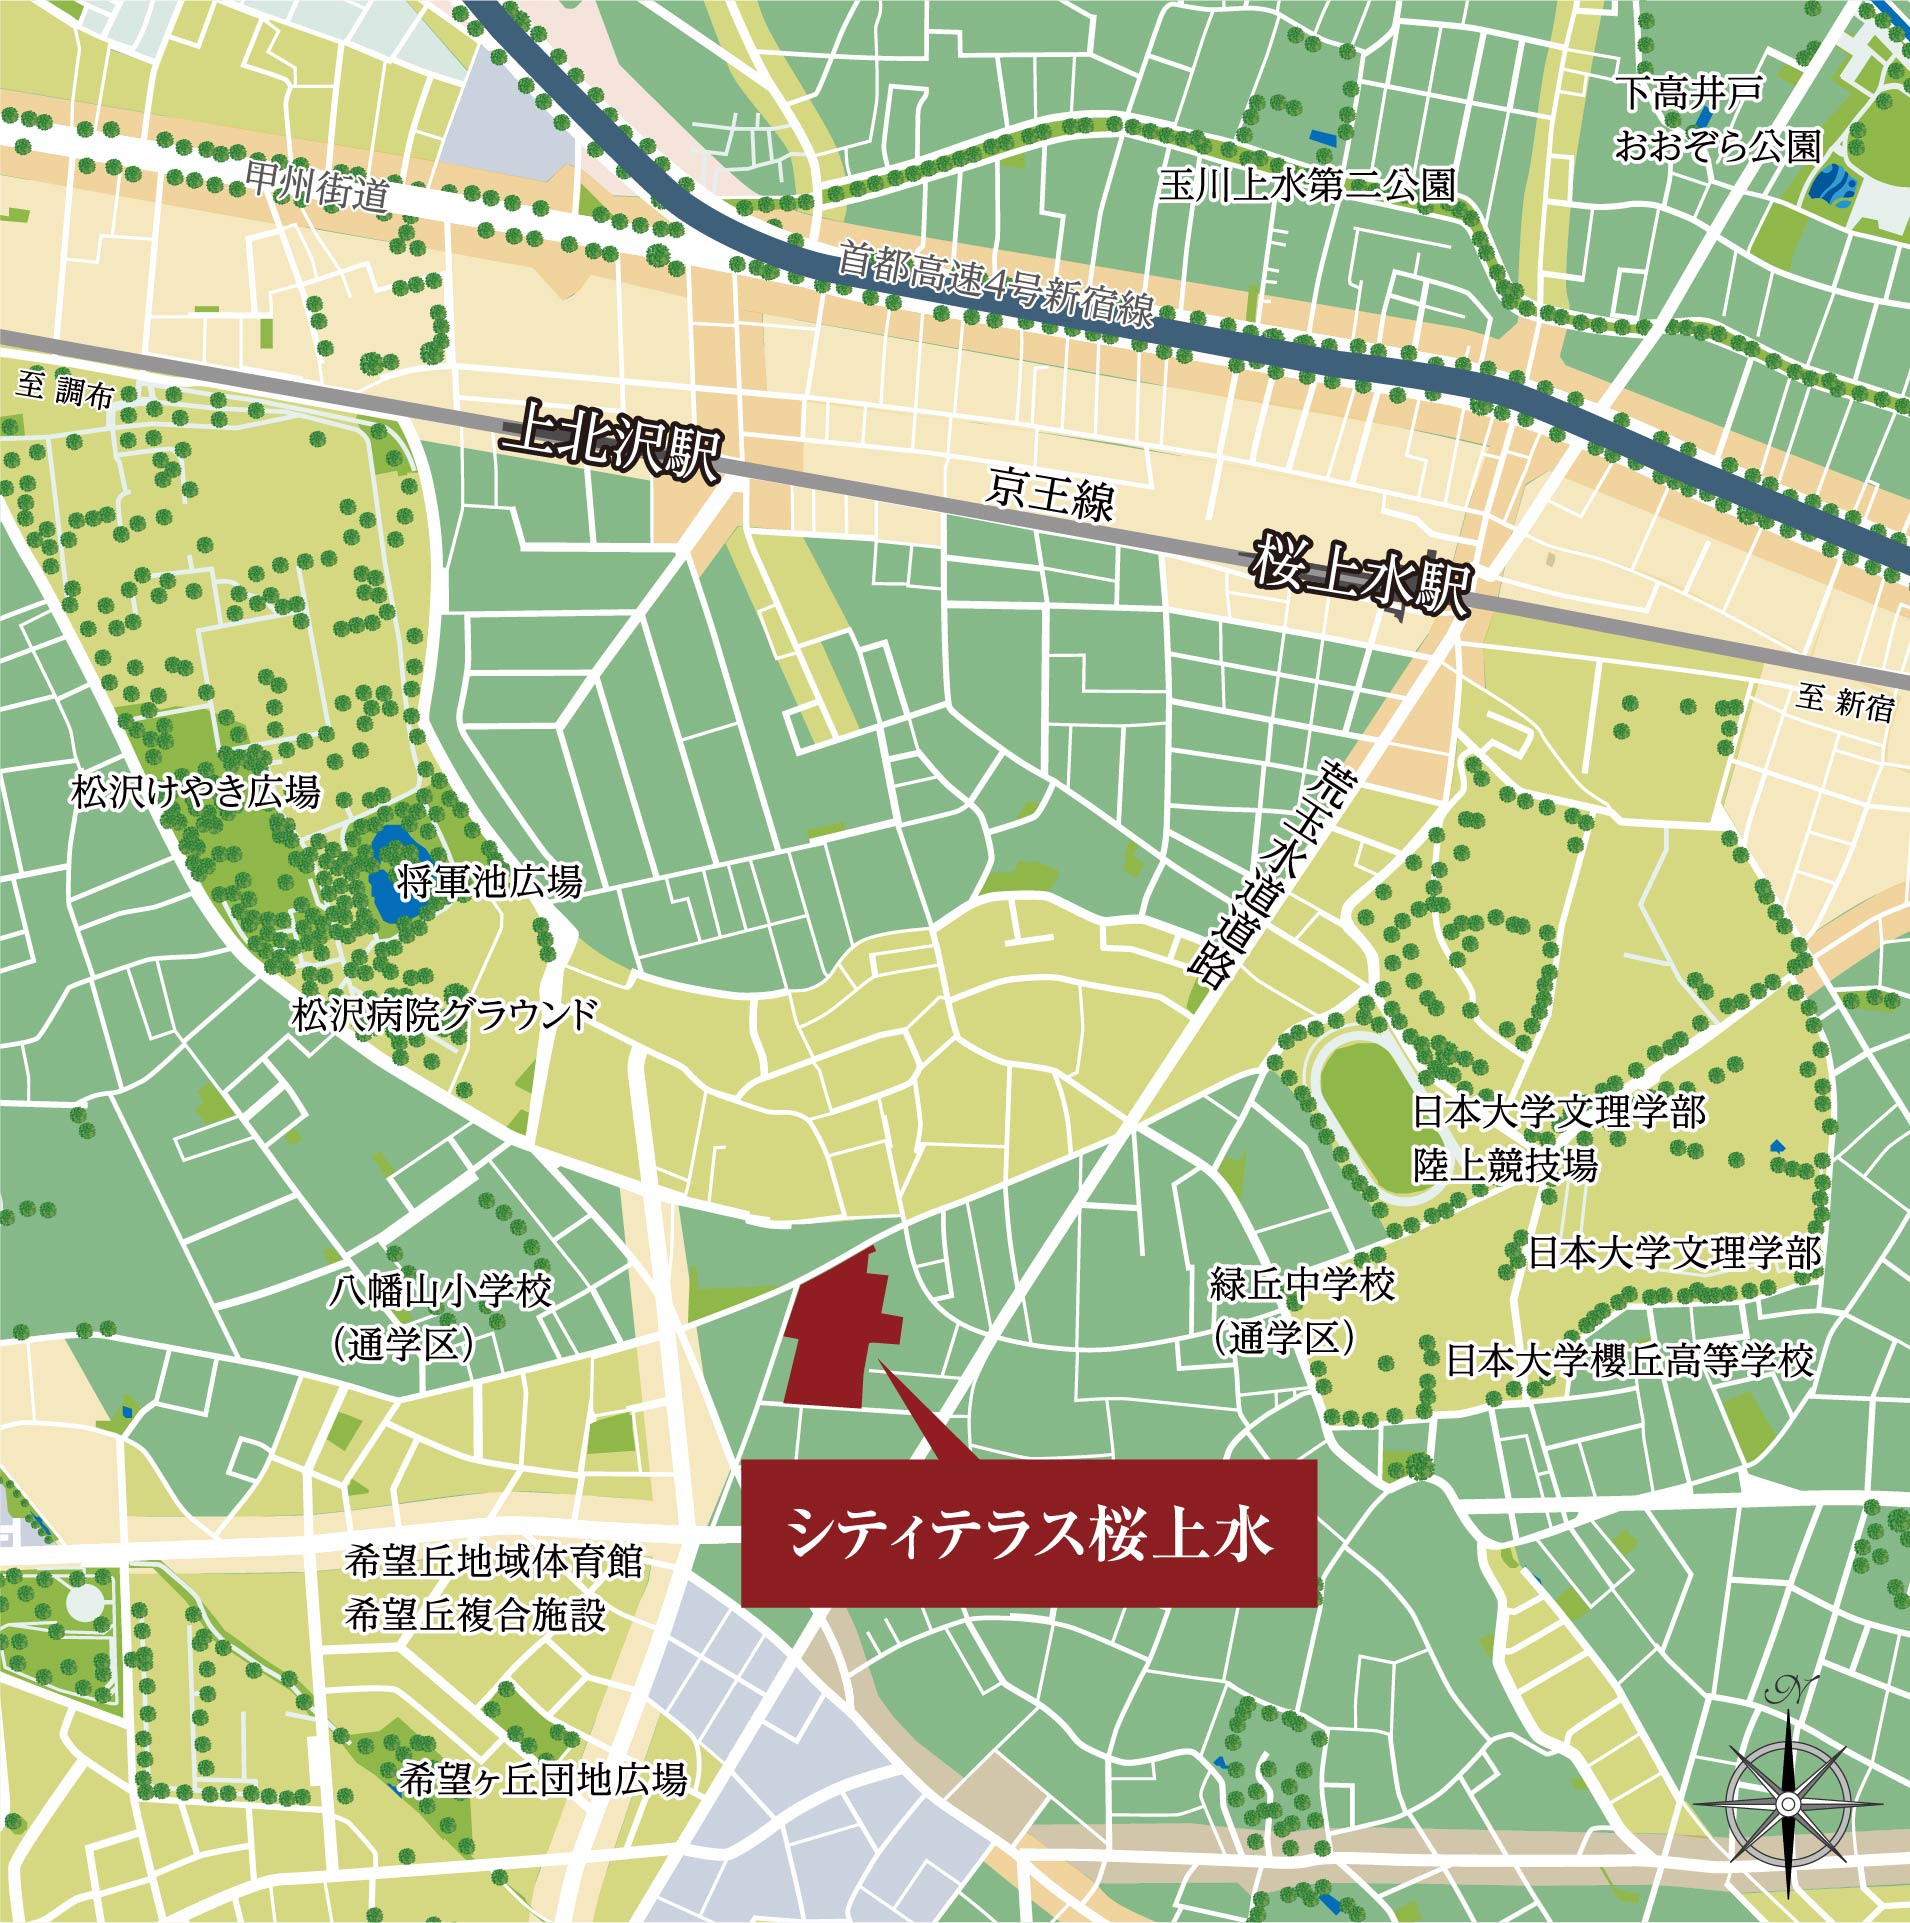 下高井戸
おおぞら公園
甲州街道
玉川上水第二公園
首都高速4号新宿線
至 調布
上北沢駅
京王線
桜上水駅
至 新宿
松沢けやき広場
荒玉水道道路
将軍池広場
松沢病院グラウンド
日本大学文理学部
陸上競技場
日本大学文理学部
八幡山小学校
（通学区）
緑丘中学校
（通学区）
日本大学櫻丘高等学校
シティテラス桜上水
希望丘地域体育館
希望丘複合施設
希望ヶ丘団地広場
N